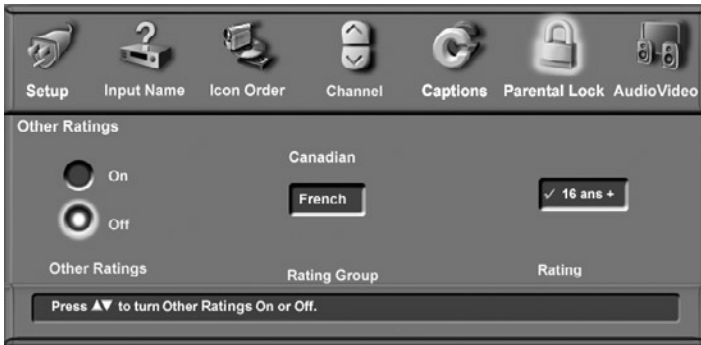 Setup Input Name Icon Order Channel Captions Parental Lock AudioVideo
Other Ratings
On
Off
Other Ratings
Canadian
French
Rating Group
✓ 16 ans +
Rating
Press ▲▼ to turn Other Ratings On or Off.